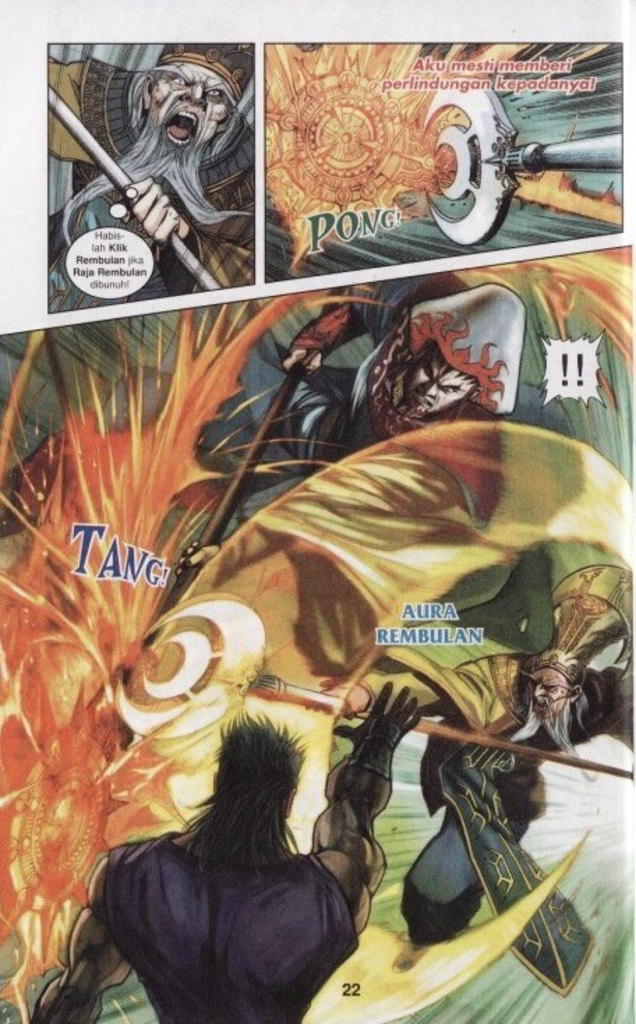 Aku mesti memberi
perlindungan kepadanya!
Habis-
lah Klik
Rembulan jika
Raja Rembulan
dibunuh!
PONG!
!!
TANG!
AURA
REMBULAN
22